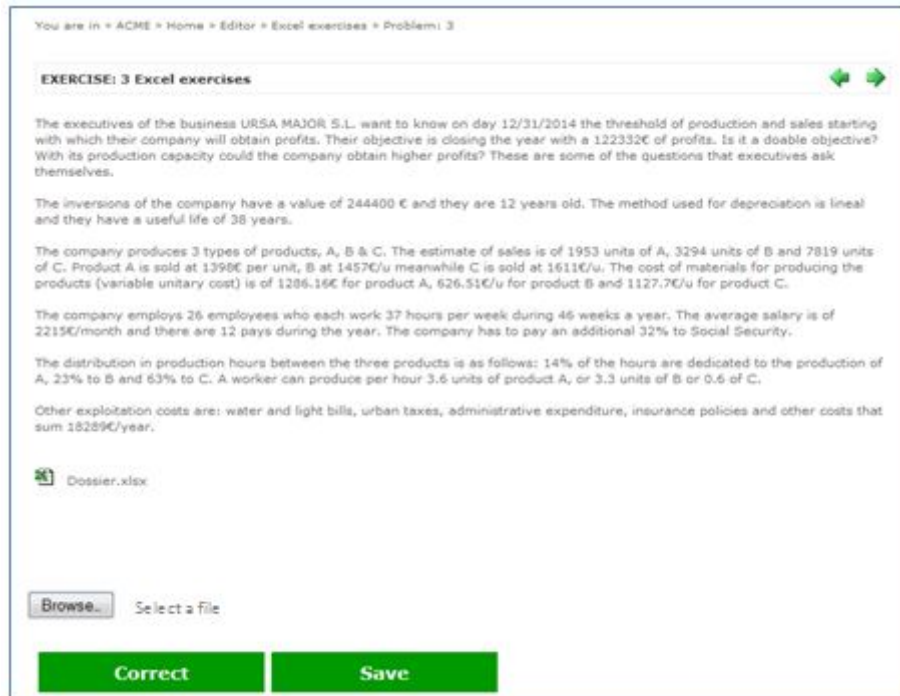 You are in » ACME » Home » Editor » Excel exercises » Problem: 3
EXERCISE: 3 Excel exercises
The executives of the business URSA MAJOR S.L. want to know on day 12/31/2014 the threshold of production and sales starting
with which their company will obtain profits. Their objective is closing the year with a 122332€ of profits. Is it a doable objective?
With its production capacity could the company obtain higher profits? These are some of the questions that executives ask
themselves.
The inversions of the company have a value of 244400 € and they are 12 years old. The method used for depreciation is lineal
and they have a useful life of 38 years.
The company produces 3 types of products, A, B & C. The estimate of sales is of 1953 units of A, 3294 units of B and 7819 units
of C. Product A is sold at 1398€ per unit, B at 1457€/u meanwhile C is sold at 1611€/u. The cost of materials for producing the
products (variable unitary cost) is of 1286.16€ for product A, 626.51€/u for product B and 1127.7€/u for product C.
The company employs 26 employees who each work 37 hours per week during 46 weeks a year. The average salary is of
2215€/month and there are 12 pays during the year. The company has to pay an additional 32% to Social Security.
The distribution in production hours between the three products is as follows: 14% of the hours are dedicated to the production of
A, 23% to B and 63% to C. A worker can produce per hour 3.6 units of product A, or 3.3 units of B or 0.6 of C.
Other exploitation costs are: water and light bills, urban taxes, administrative expenditure, insurance policies and other costs that
sum 18289€/year.
Dossier.xlsx
Browse.. Select a file
Correct Save